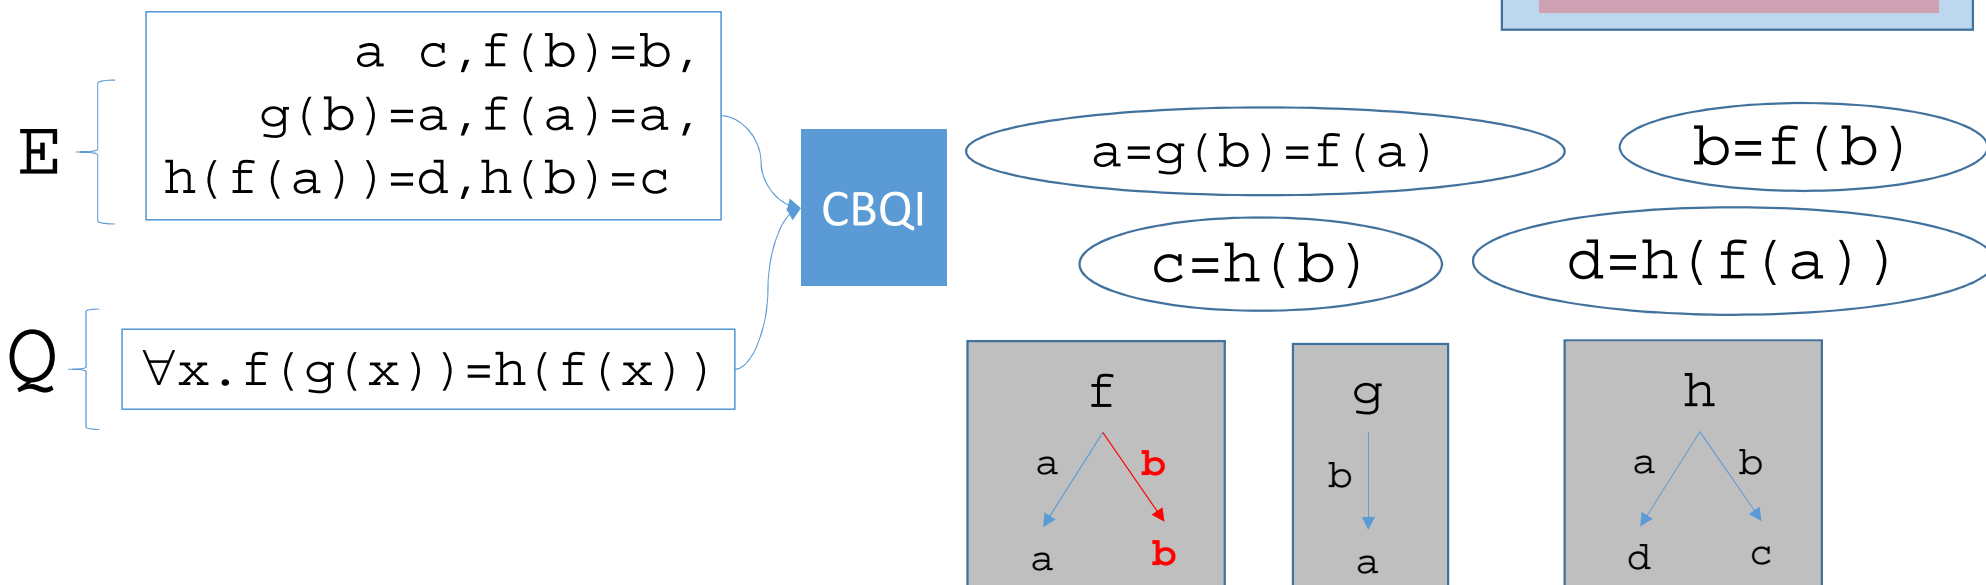 E
a c,f(b)=b,
g(b)=a,f(a)=a,
h(f(a))=d,h(b)=c
Q
∀x.f(g(x))=h(f(x))
CBQI
a=g(b)=f(a)
b=f(b)
c=h(b)
d=h(f(a))
f
a b
a b
g
b
a
h
a b
d c